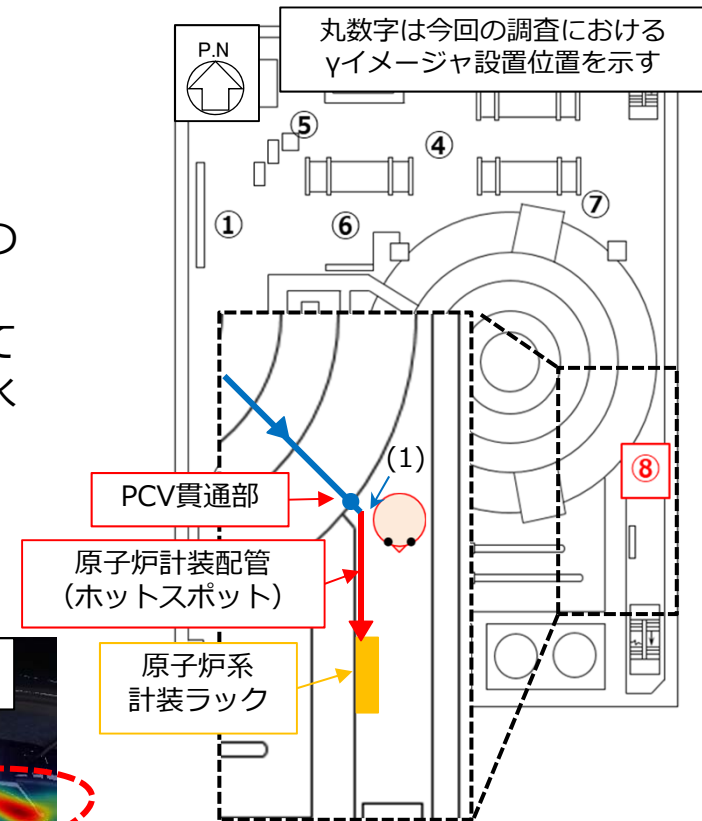 丸数字は今回の調査における
γイメージャ設置位置を示す
P.N
⑤
④
⑦
①
⑥
の
て
水
(1)
⑧
PCV貫通部
原子炉計装配管
（ホットスポット）
原子炉系
計装ラック